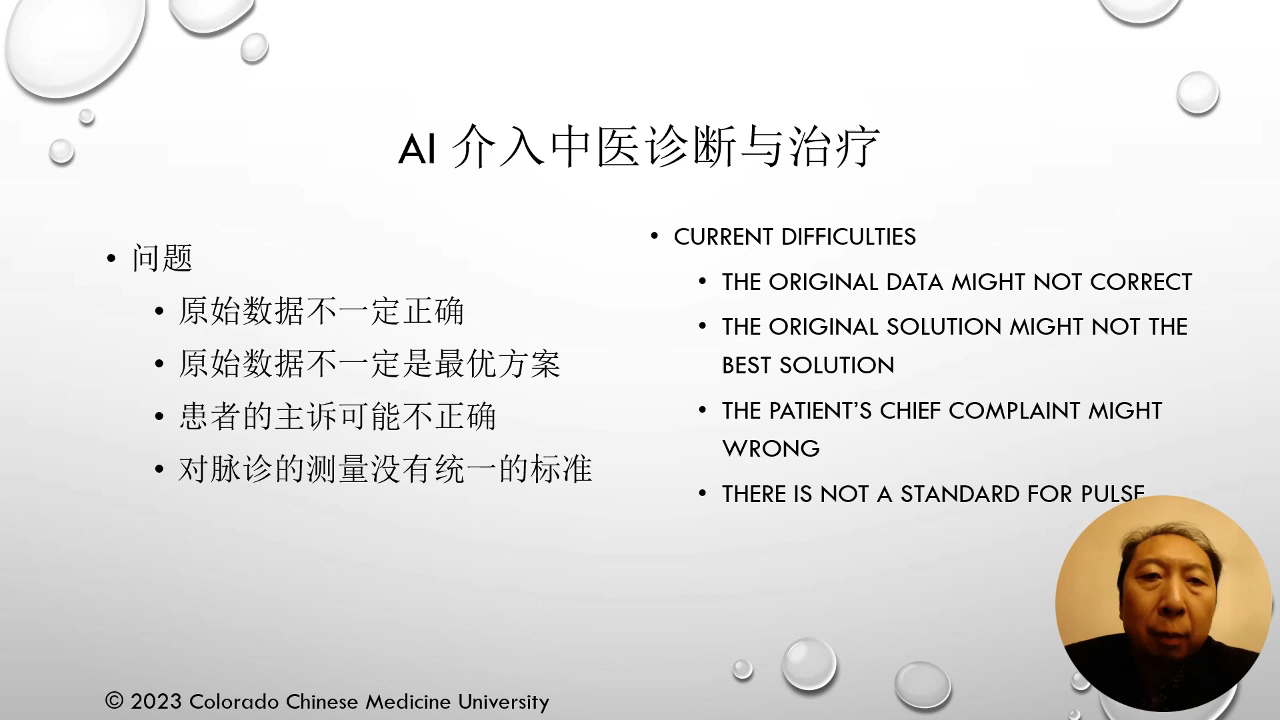 AI 介入中医诊断与治疗
• 问题
• 原始数据不一定正确
• 原始数据不一定是最优方案
• 患者的主诉可能不正确
• 对脉诊的测量没有统一的标准
• CURRENT DIFFICULTIES
• THE ORIGINAL DATA MIGHT NOT CORRECT
• THE ORIGINAL SOLUTION MIGHT NOT THE
BEST SOLUTION
• THE PATIENT’S CHIEF COMPLAINT MIGHT
WRONG
• THERE IS NOT A STANDARD FOR PULSE
© 2023 Colorado Chinese Medicine University